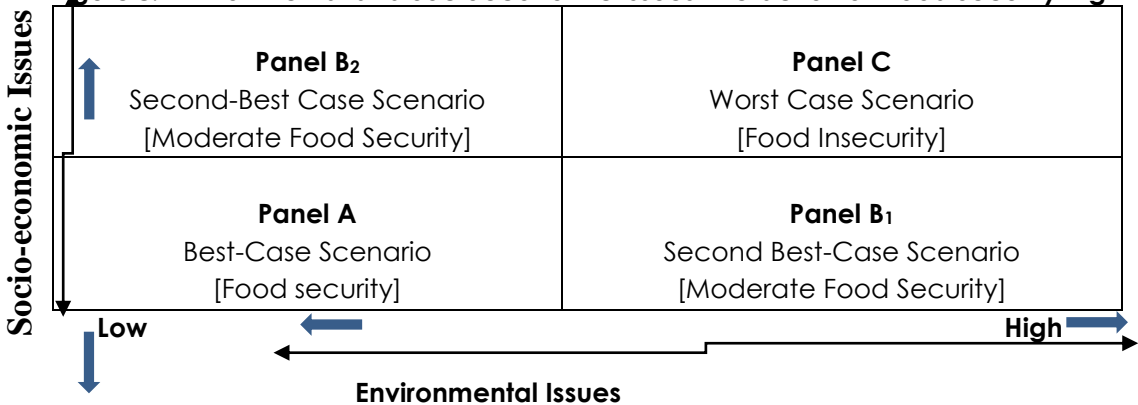 Socio-economic Issues
Panel B₂
Second-Best Case Scenario
[Moderate Food Security]
Panel C
Worst Case Scenario
[Food Insecurity]
Panel A
Best-Case Scenario
[Food security]
Panel B₁
Second Best-Case Scenario
[Moderate Food Security]
Low
High
Environmental Issues